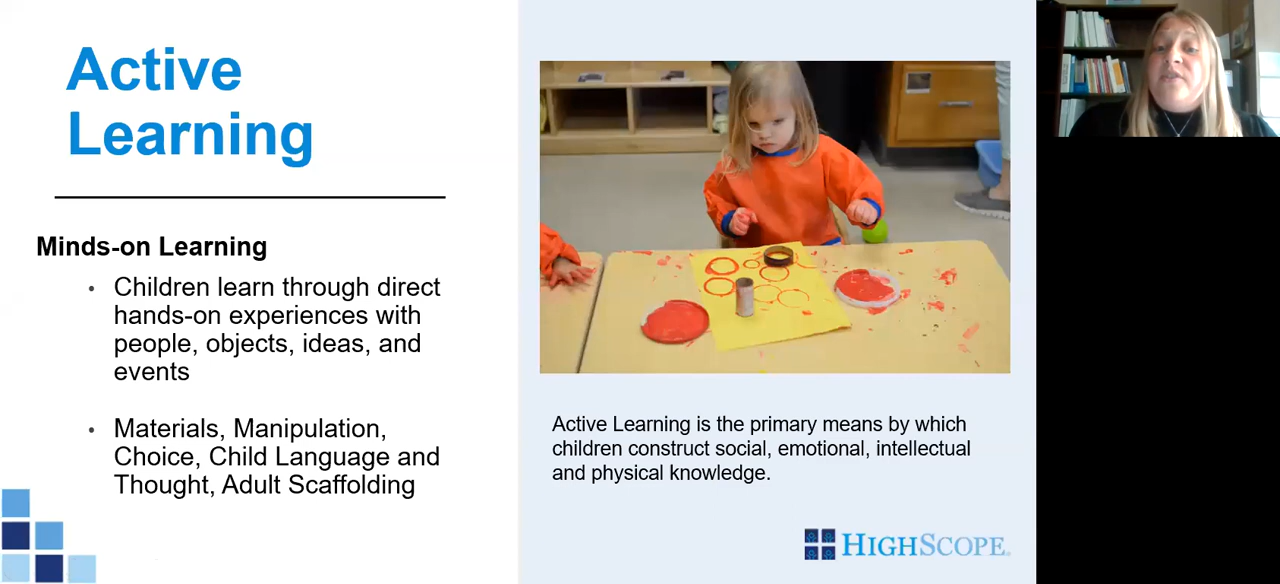 Active
Learning
Minds-on Learning
• Children learn through direct
hands-on experiences with
people, objects, ideas, and
events
• Materials, Manipulation,
Choice, Child Language and
Thought, Adult Scaffolding
Active Learning is the primary means by which
children construct social, emotional, intellectual
and physical knowledge.
HIGHSCOPE®